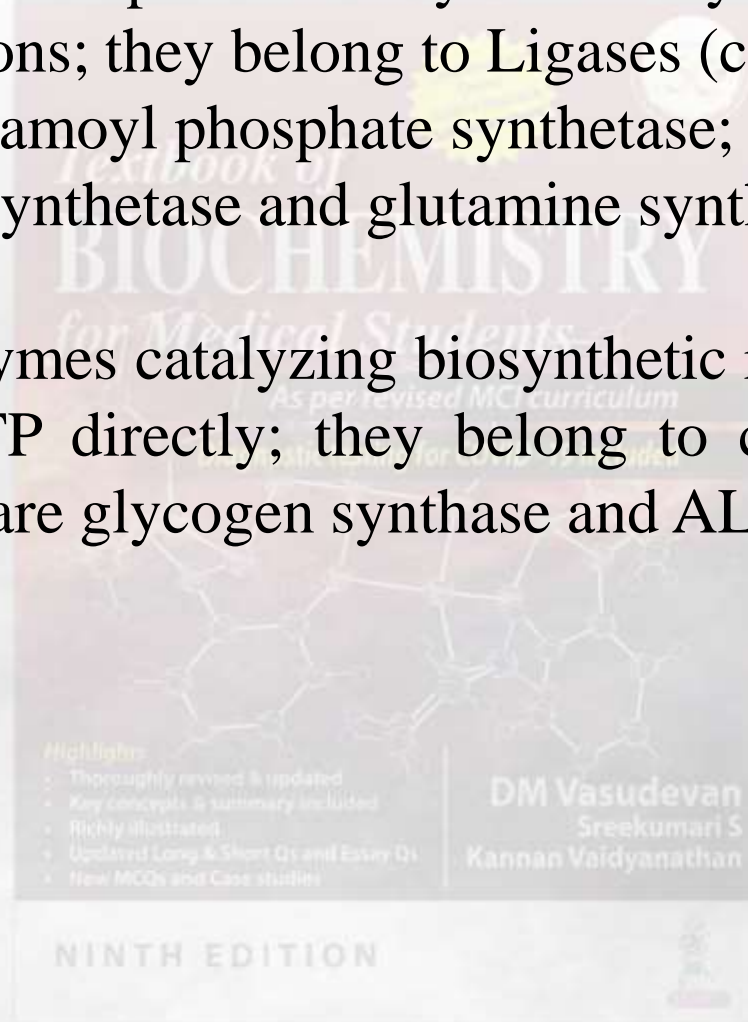 ons; they belong to Ligases (c
amoyl phosphate synthetase;
ynthetase and glutamine synt
ymes catalyzing biosynthetic
TP directly; they belong to
are glycogen synthase and AL
Textbook of
BIOCHEMISTRY
for Medical Students
As per revised MCI curriculum
Highlights
• Thoroughly revised & updated
• Key concepts & summary included
• Richly illustrated
• Updated Long & Short Qs and Essay Qs
• New MCQs and Case studies
DM Vasudevan
Sreekumari S
Kannan Vaidyanathan
NINTH EDITION